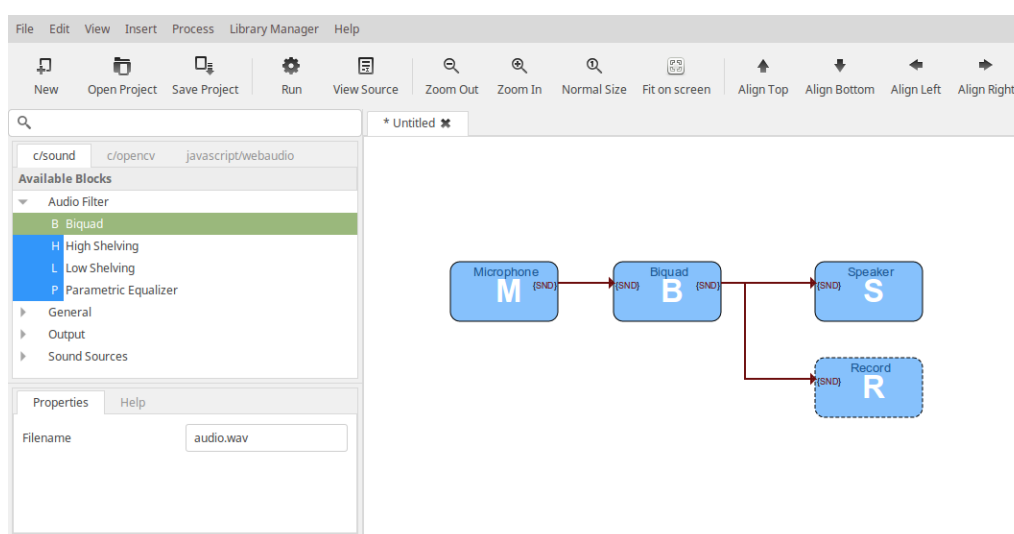 File Edit View Insert Process Library Manager Help
New Open Project Save Project Run View Source Zoom Out Zoom In Normal Size Fit on screen Align Top Align Bottom Align Left Align Right
* Untitled
c/sound c/opencv javascript/webaudio
Available Blocks
Audio Filter
B Biquad
H High Shelving
L Low Shelving
P Parametric Equalizer
General
Output
Sound Sources
Properties Help
Filename audio.wav
Microphone
M {SND}
Biquad
{SND} B {SND}
Speaker
{SND} S
Record
{SND} R